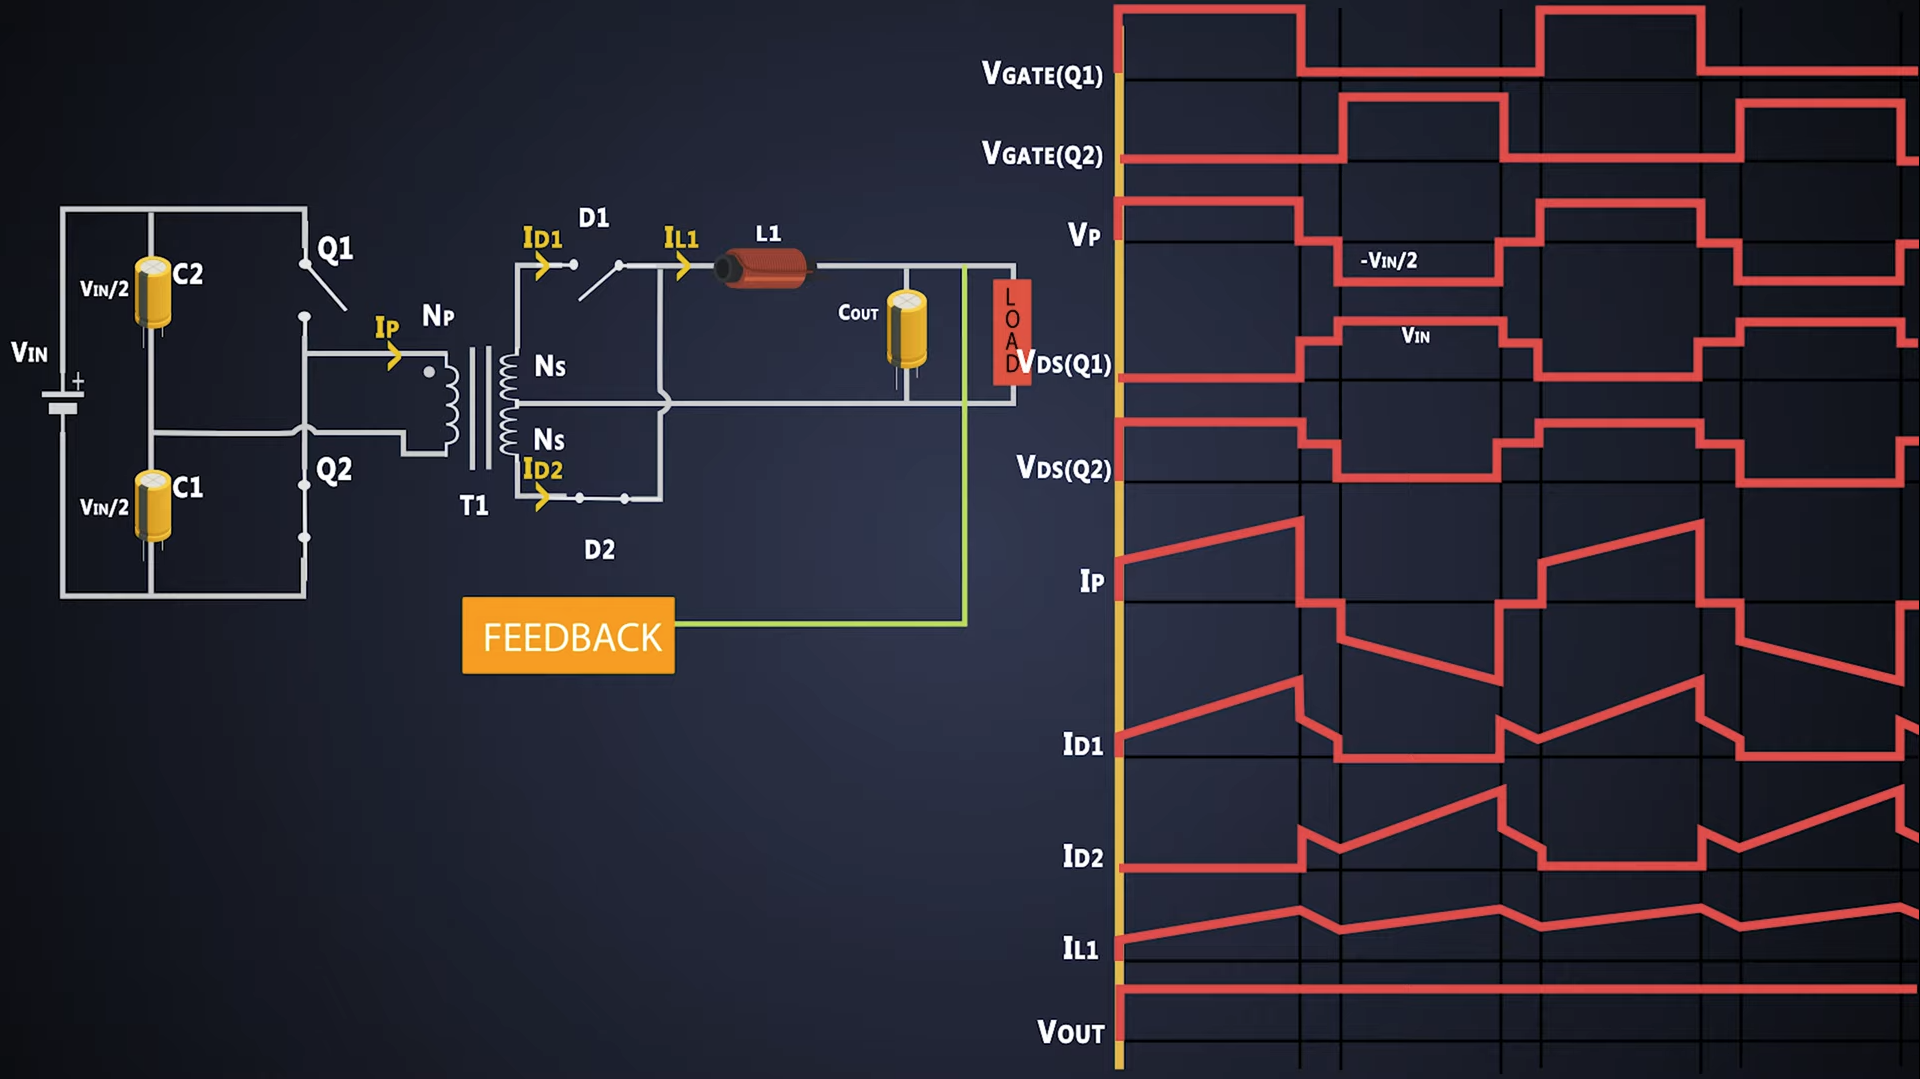 VIN
+
VIN/2
C2
VIN/2
C1
Q1
Q2
IP
NP
T1
NS
NS
ID1
D1
IL1
L1
ID2
D2
COUT
LOAD
FEEDBACK
VGATE(Q1)
VGATE(Q2)
VP
-VIN/2
VDS(Q1)
VIN
VDS(Q2)
IP
ID1
ID2
IL1
VOUT